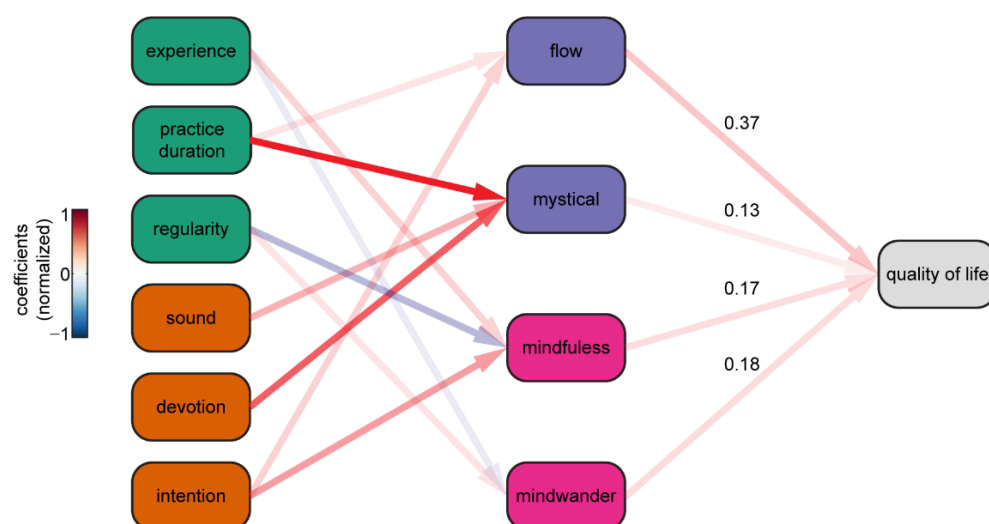 experience
flow
practice
duration
0.37
mystical
0.13
1
0
−1
coefficients
(normalized)
regularity
quality of life
0.17
sound
mindfuless
0.18
devotion
intention
mindwander